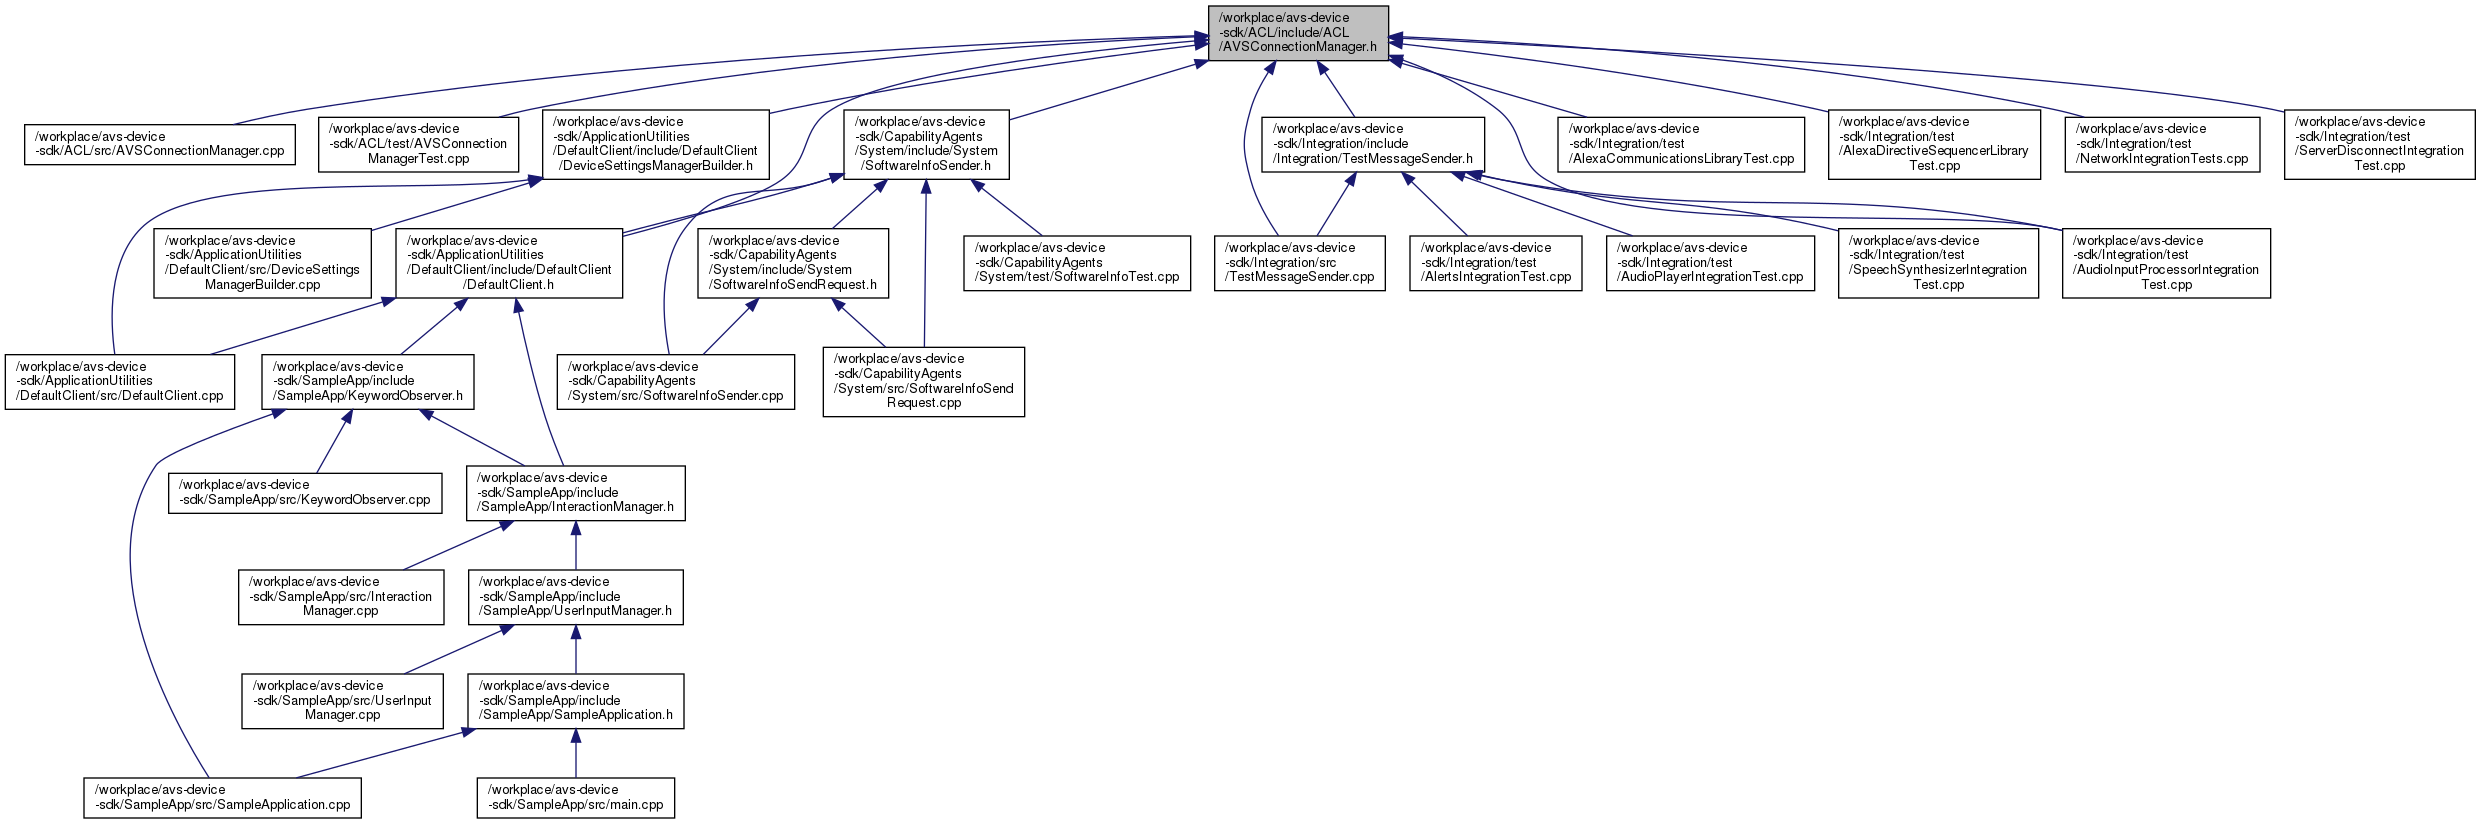 /workplace/avs-device
-sdk/ACL/include/ACL
/AVSConnectionManager.h
/workplace/avs-device
-sdk/ACL/src/AVSConnectionManager.cpp
/workplace/avs-device
-sdk/ACL/test/AVSConnection
ManagerTest.cpp
/workplace/avs-device
-sdk/ApplicationUtilities
/DefaultClient/include/DefaultClient
/DeviceSettingsManagerBuilder.h
/workplace/avs-device
-sdk/CapabilityAgents
/System/include/System
/SoftwareInfoSender.h
/workplace/avs-device
-sdk/Integration/include
/Integration/TestMessageSender.h
/workplace/avs-device
-sdk/Integration/test
/AlexaCommunicationsLibraryTest.cpp
/workplace/avs-device
-sdk/Integration/test
/AlexaDirectiveSequencerLibrary
Test.cpp
/workplace/avs-device
-sdk/Integration/test
/NetworkIntegrationTests.cpp
/workplace/avs-device
-sdk/Integration/test
/ServerDisconnectIntegration
Test.cpp
/workplace/avs-device
-sdk/ApplicationUtilities
/DefaultClient/src/DeviceSettings
ManagerBuilder.cpp
/workplace/avs-device
-sdk/ApplicationUtilities
/DefaultClient/include/DefaultClient
/DefaultClient.h
/workplace/avs-device
-sdk/CapabilityAgents
/System/include/System
/SoftwareInfoSendRequest.h
/workplace/avs-device
-sdk/CapabilityAgents
/System/test/SoftwareInfoTest.cpp
/workplace/avs-device
-sdk/Integration/src
/TestMessageSender.cpp
/workplace/avs-device
-sdk/Integration/test
/AlertsIntegrationTest.cpp
/workplace/avs-device
-sdk/Integration/test
/AudioPlayerIntegrationTest.cpp
/workplace/avs-device
-sdk/Integration/test
/SpeechSynthesizerIntegration
Test.cpp
/workplace/avs-device
-sdk/Integration/test
/AudioInputProcessorIntegration
Test.cpp
/workplace/avs-device
-sdk/ApplicationUtilities
/DefaultClient/src/DefaultClient.cpp
/workplace/avs-device
-sdk/SampleApp/include
/SampleApp/KeywordObserver.h
/workplace/avs-device
-sdk/CapabilityAgents
/System/src/SoftwareInfoSender.cpp
/workplace/avs-device
-sdk/CapabilityAgents
/System/src/SoftwareInfoSend
Request.cpp
/workplace/avs-device
-sdk/SampleApp/src/KeywordObserver.cpp
/workplace/avs-device
-sdk/SampleApp/include
/SampleApp/InteractionManager.h
/workplace/avs-device
-sdk/SampleApp/src/Interaction
Manager.cpp
/workplace/avs-device
-sdk/SampleApp/include
/SampleApp/UserInputManager.h
/workplace/avs-device
-sdk/SampleApp/src/UserInput
Manager.cpp
/workplace/avs-device
-sdk/SampleApp/include
/SampleApp/SampleApplication.h
/workplace/avs-device
-sdk/SampleApp/src/SampleApplication.cpp
/workplace/avs-device
-sdk/SampleApp/src/main.cpp